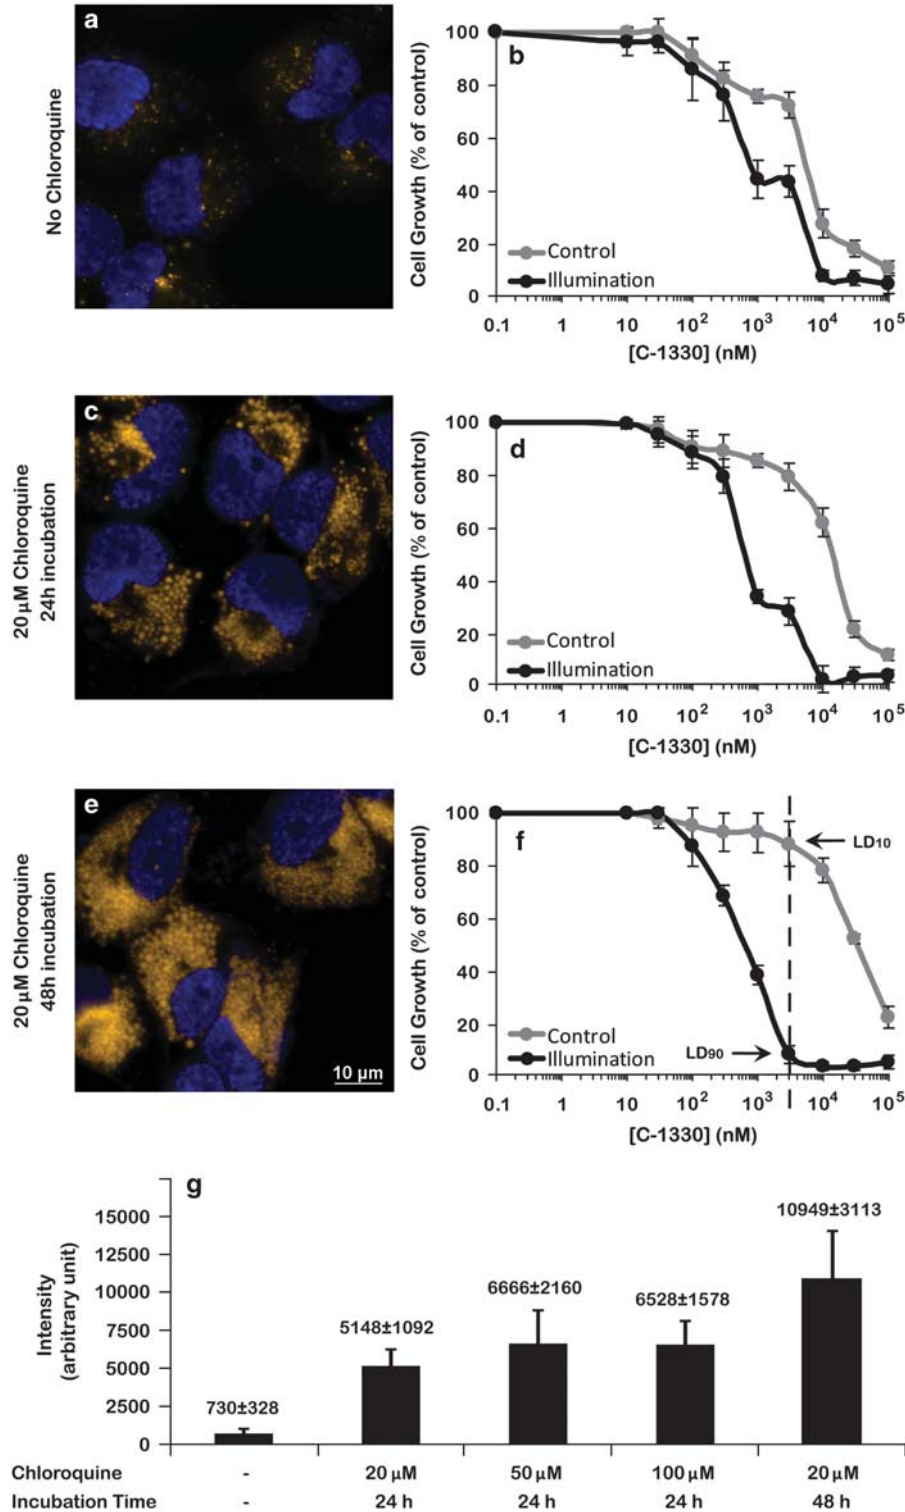 a
No Chloroquine
b
Cell Growth (% of control)
100
80
60
40
20
0
Control
Illumination
0.1 1 10 10² 10³ 10⁴ 10⁵
[C-1330] (nM)
c
20µM Chloroquine
24h incubation
d
Cell Growth (% of control)
100
80
60
40
20
0
Control
Illumination
0.1 1 10 10² 10³ 10⁴ 10⁵
[C-1330] (nM)
e
20µM Chloroquine
48h incubation
10 µm
f
Cell Growth (% of control)
100
80
60
40
20
0
LD10
Control
Illumination
LD90
0.1 1 10 10² 10³ 10⁴ 10⁵
[C-1330] (nM)
g
Intensity
(arbitrary unit)
15000
12500
10000
7500
5000
2500
0
730±328
5148±1092
6666±2160
6528±1578
10949±3113
Chloroquine - 20 µM 50 µM 100 µM 20 µM
Incubation Time - 24 h 24 h 24 h 48 h